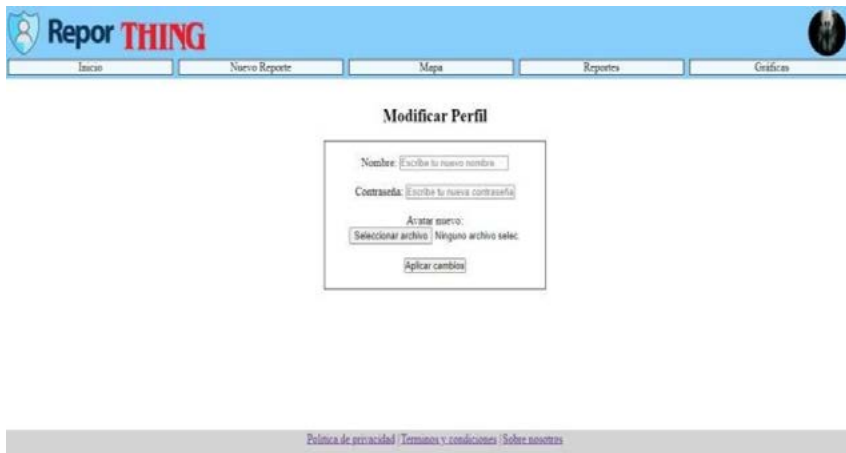 Repor THING
Inicio Nuevo Reporte Mapa Reportes Gráficas
Modificar Perfil
Nombre: Escribe tu nuevo nombre
Contraseña: Escribe tu nueva contraseña
Avatar nuevo:
Seleccionar archivo Ninguno archivo selec.
Aplicar cambios
Politica de privacidad | Terminos y condiciones | Sobre nosotros